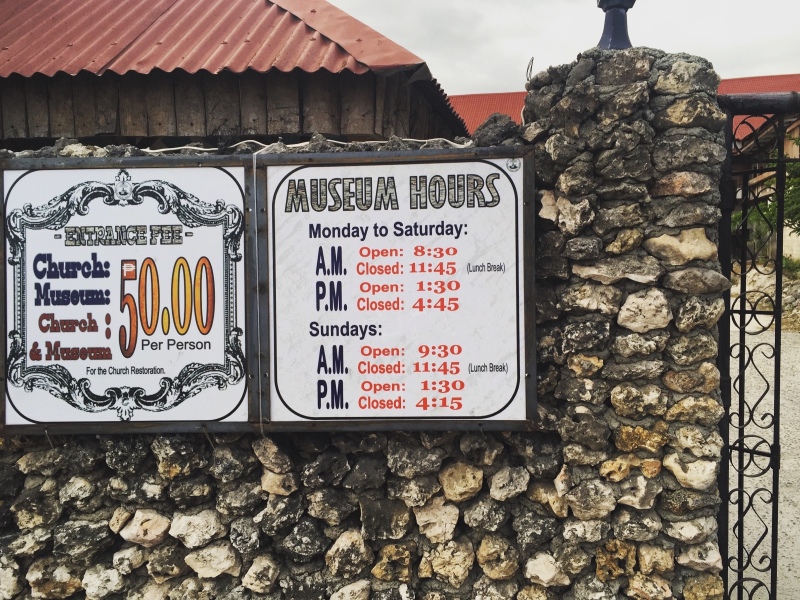 - ENTRANCE FEE -
Church:
Museum:
Church :
& Museum
₱50.00
Per Person
For the Church Restoration.
MUSEUM HOURS
Monday to Saturday:
A.M. Open: 8:30
Closed: 11:45 (Lunch Break)
P.M. Open: 1:30
Closed: 4:45
Sundays:
A.M. Open: 9:30
Closed: 11:45 (Lunch Break)
P.M. Open: 1:30
Closed: 4:15